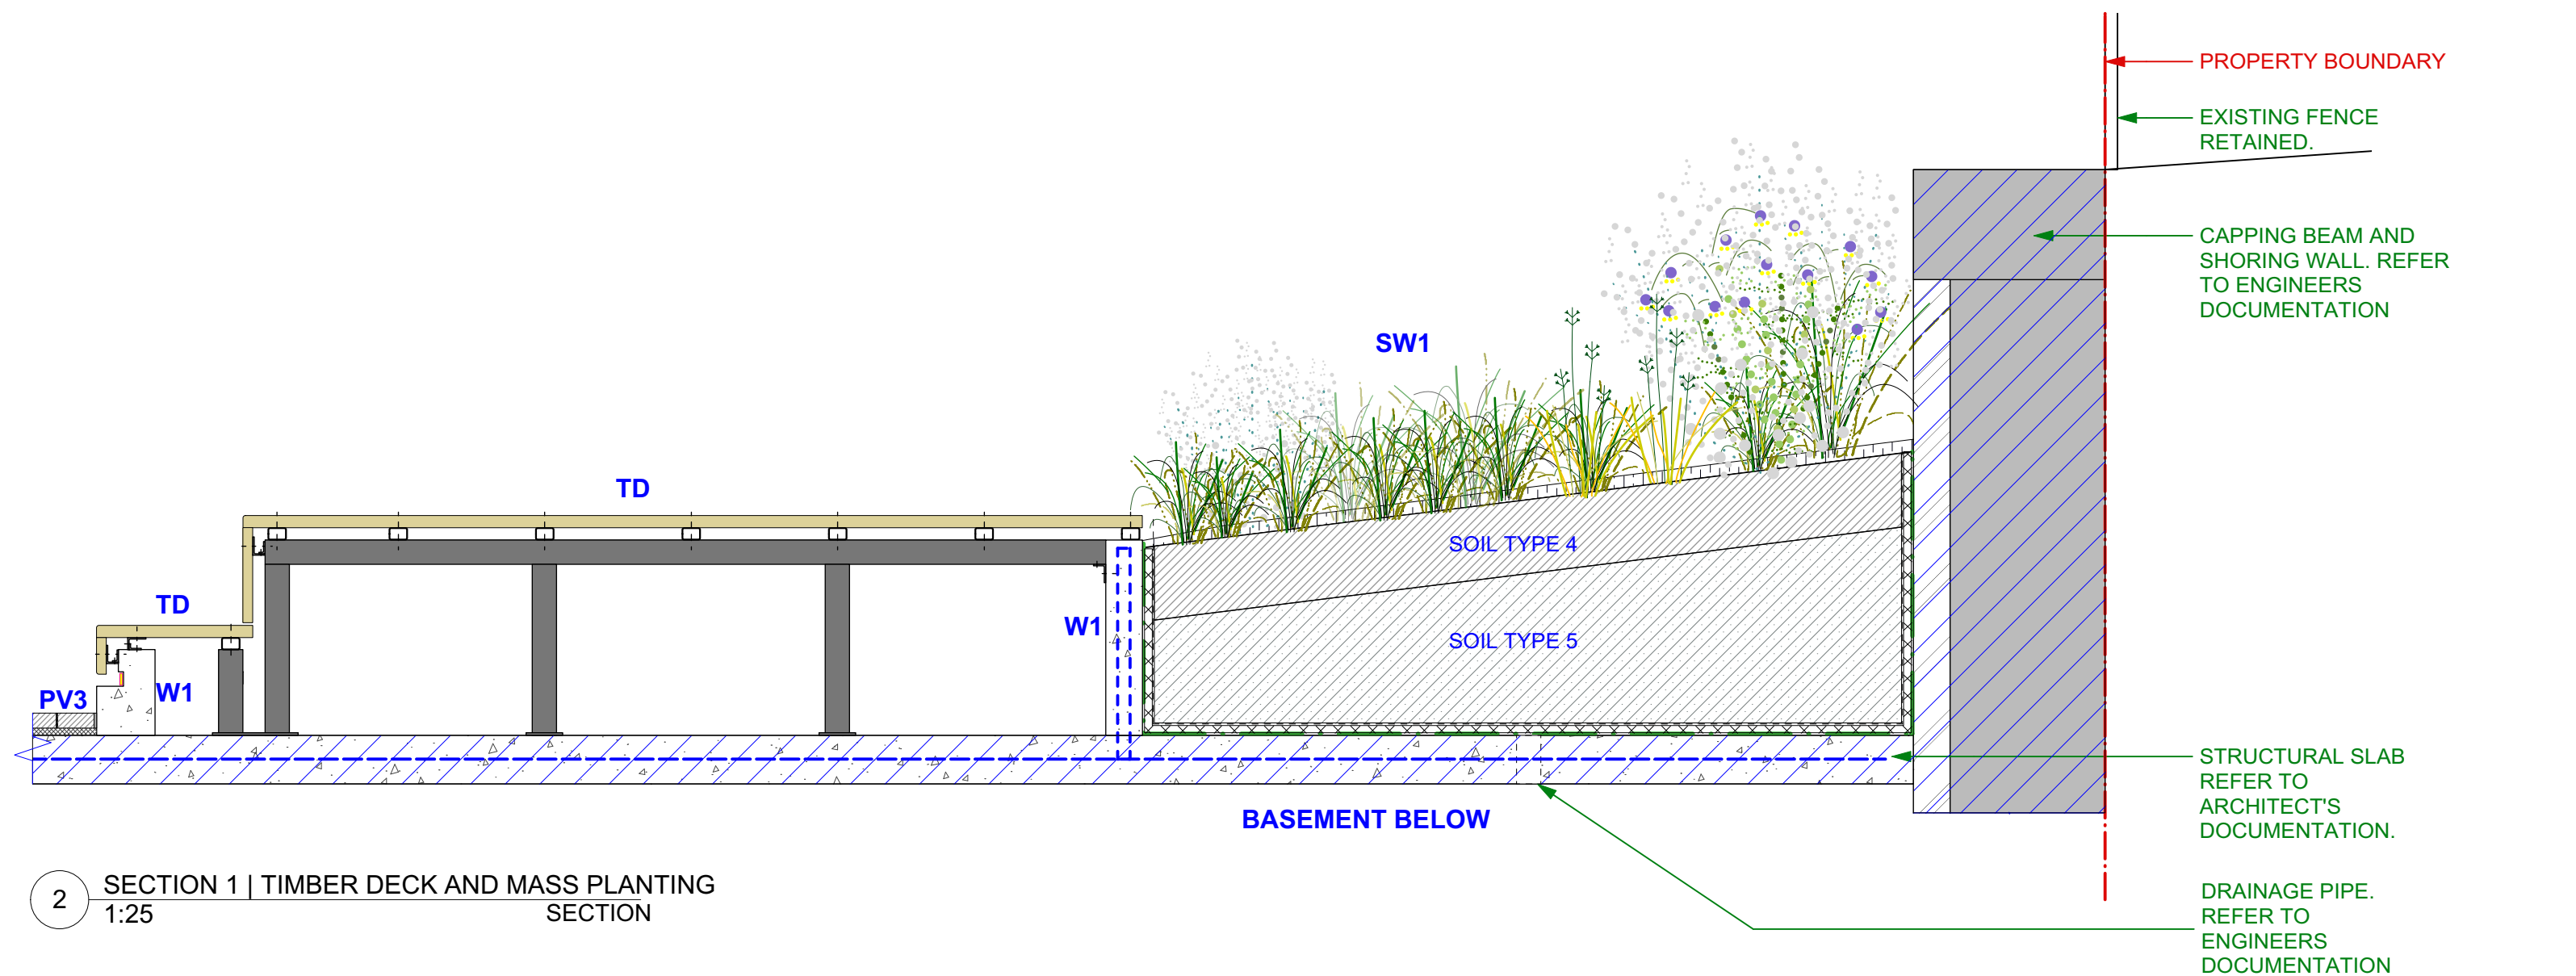 PROPERTY BOUNDARY
EXISTING FENCE
RETAINED.
CAPPING BEAM AND
SHORING WALL. REFER
TO ENGINEERS
DOCUMENTATION
SW1
TD
SOIL TYPE 4
TD
W1
SOIL TYPE 5
PV3
W1
STRUCTURAL SLAB
REFER TO
ARCHITECT'S
DOCUMENTATION.
BASEMENT BELOW
DRAINAGE PIPE.
REFER TO
ENGINEERS
DOCUMENTATION
2
SECTION 1 | TIMBER DECK AND MASS PLANTING
1:25
SECTION